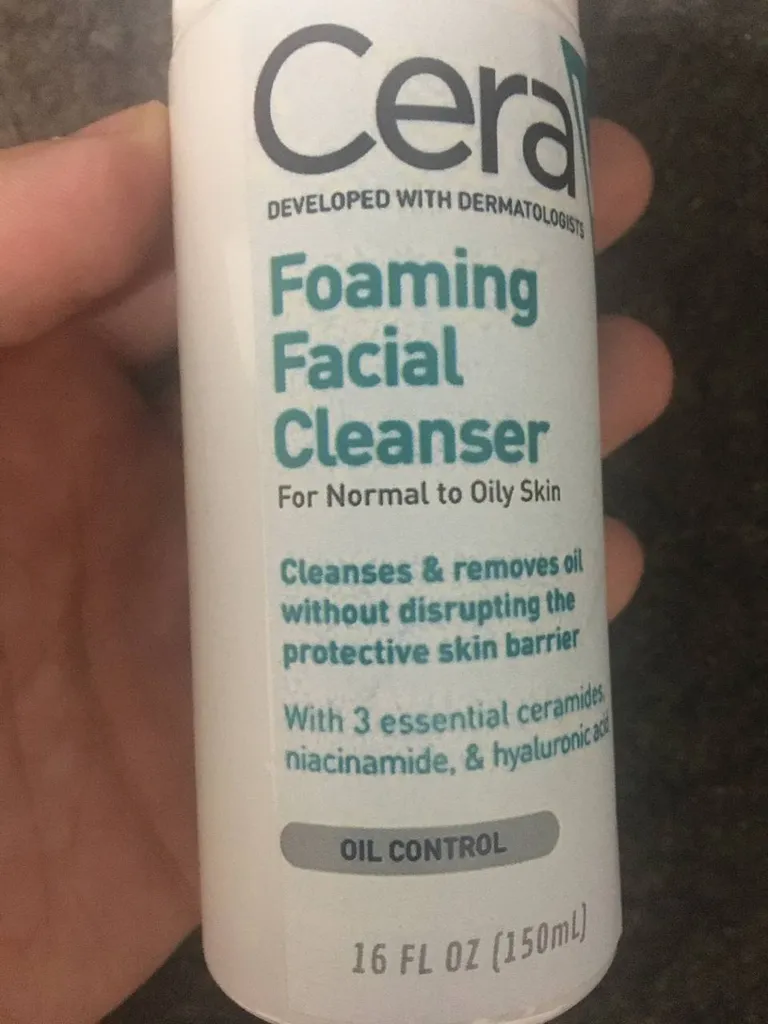 Cera
DEVELOPED WITH DERMATOLOGISTS
Foaming
Facial
Cleanser
For Normal to Oily Skin
Cleanses & removes oil
without disrupting the
protective skin barrier
With 3 essential ceramides,
niacinamide, & hyaluronic acid
OIL CONTROL
16 FL OZ (150mL)